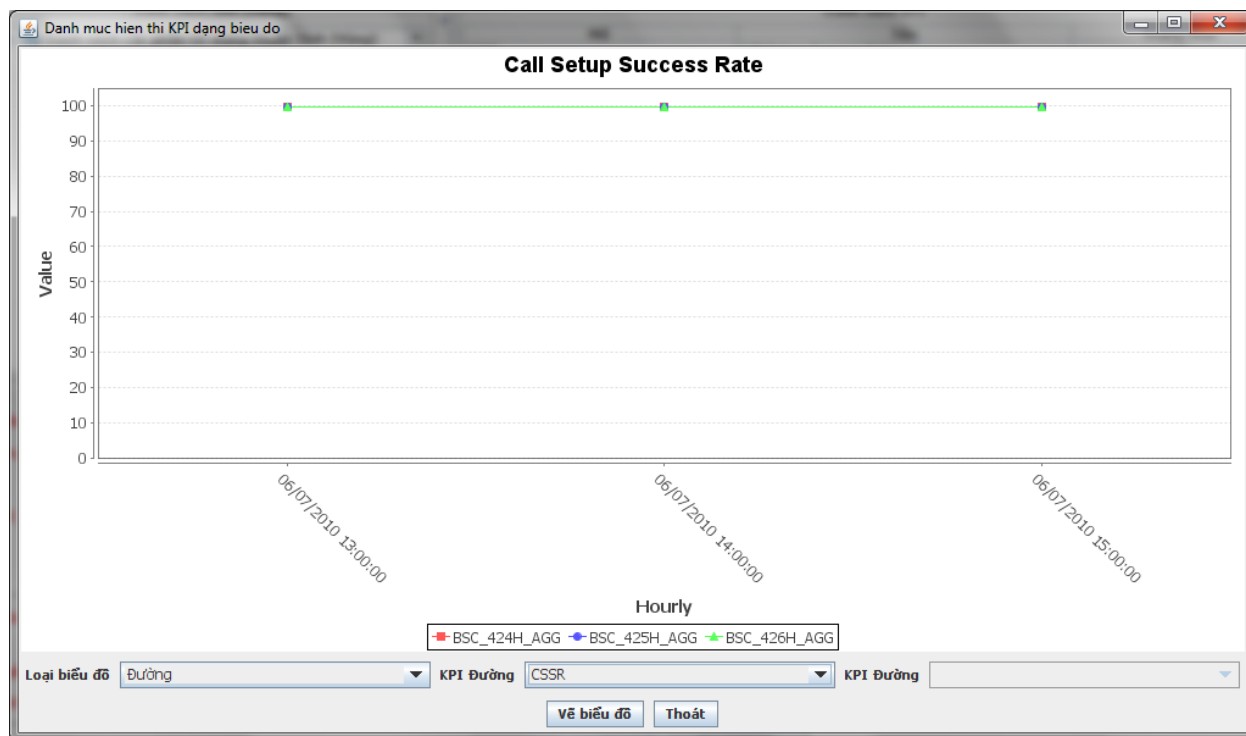 Danh muc hien thi KPI dạng bieu do
Call Setup Success Rate
100
90
80
70
60
50
40
30
20
10
0
Value
06/07/2010 13:00:00
06/07/2010 14:00:00
06/07/2010 15:00:00
Hourly
BSC_424H_AGG BSC_425H_AGG BSC_426H_AGG
Loại biểu đồ Đường KPI Đường CSSR KPI Đường
Vẽ biểu đồ Thoát